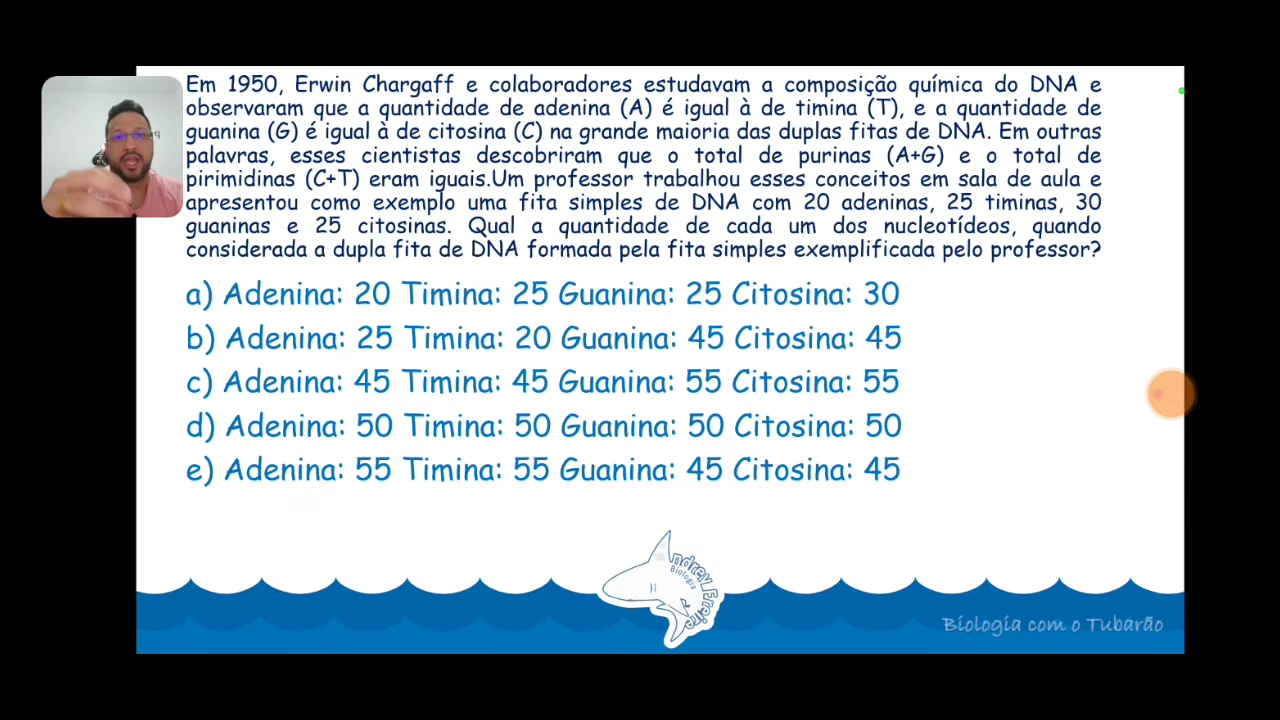 Em 1950, Erwin Chargaff e colaboradores estudavam a composição química do DNA e
observaram que a quantidade de adenina (A) é igual à de timina (T), e a quantidade de
guanina (G) é igual à de citosina (C) na grande maioria das duplas fitas de DNA. Em outras
palavras, esses cientistas descobriram que o total de purinas (A+G) e o total de
pirimidinas (C+T) eram iguais.Um professor trabalhou esses conceitos em sala de aula e
apresentou como exemplo uma fita simples de DNA com 20 adeninas, 25 timinas, 30
guaninas e 25 citosinas. Qual a quantidade de cada um dos nucleotídeos, quando
considerada a dupla fita de DNA formada pela fita simples exemplificada pelo professor?
a) Adenina: 20 Timina: 25 Guanina: 25 Citosina: 30
b) Adenina: 25 Timina: 20 Guanina: 45 Citosina: 45
c) Adenina: 45 Timina: 45 Guanina: 55 Citosina: 55
d) Adenina: 50 Timina: 50 Guanina: 50 Citosina: 50
e) Adenina: 55 Timina: 55 Guanina: 45 Citosina: 45
Biologia
Biologia com o Tubarão